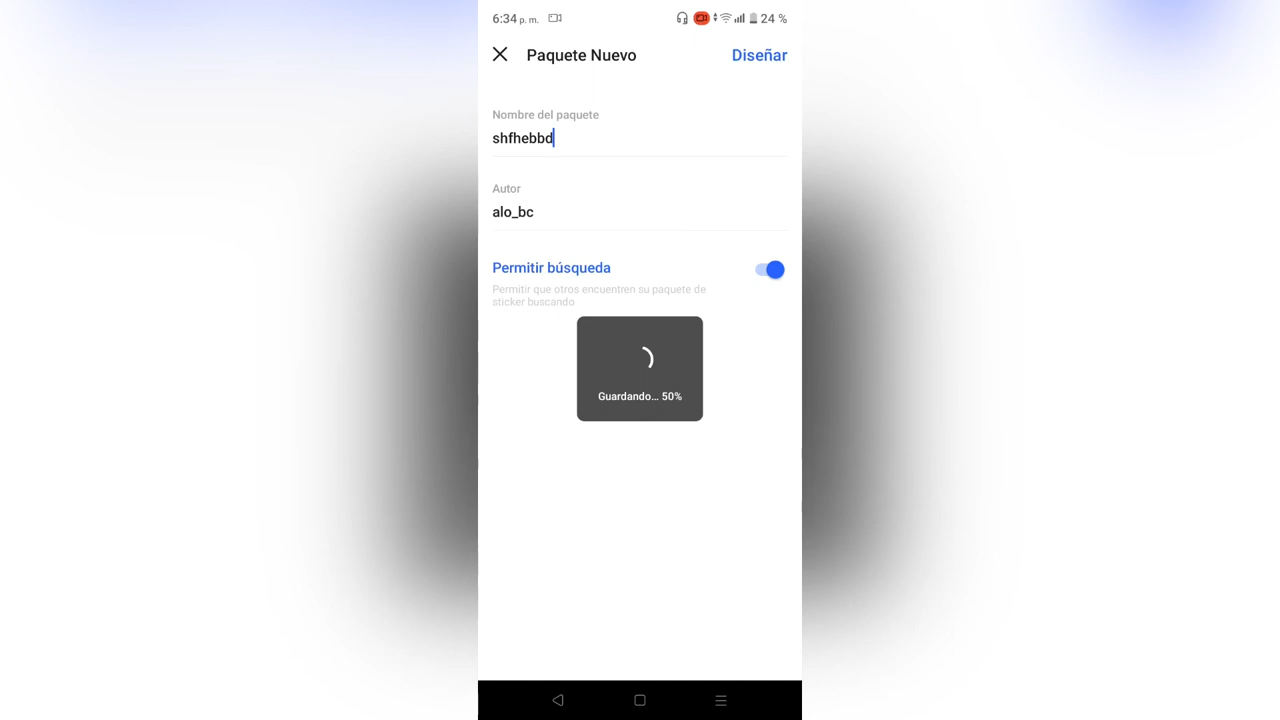 6:34 p. m. 24 %
Paquete Nuevo Diseñar
Nombre del paquete
shfhebbd
Autor
alo_bc
Permitir búsqueda
Permitir que otros encuentren su paquete de
sticker buscando
Guardando... 50%